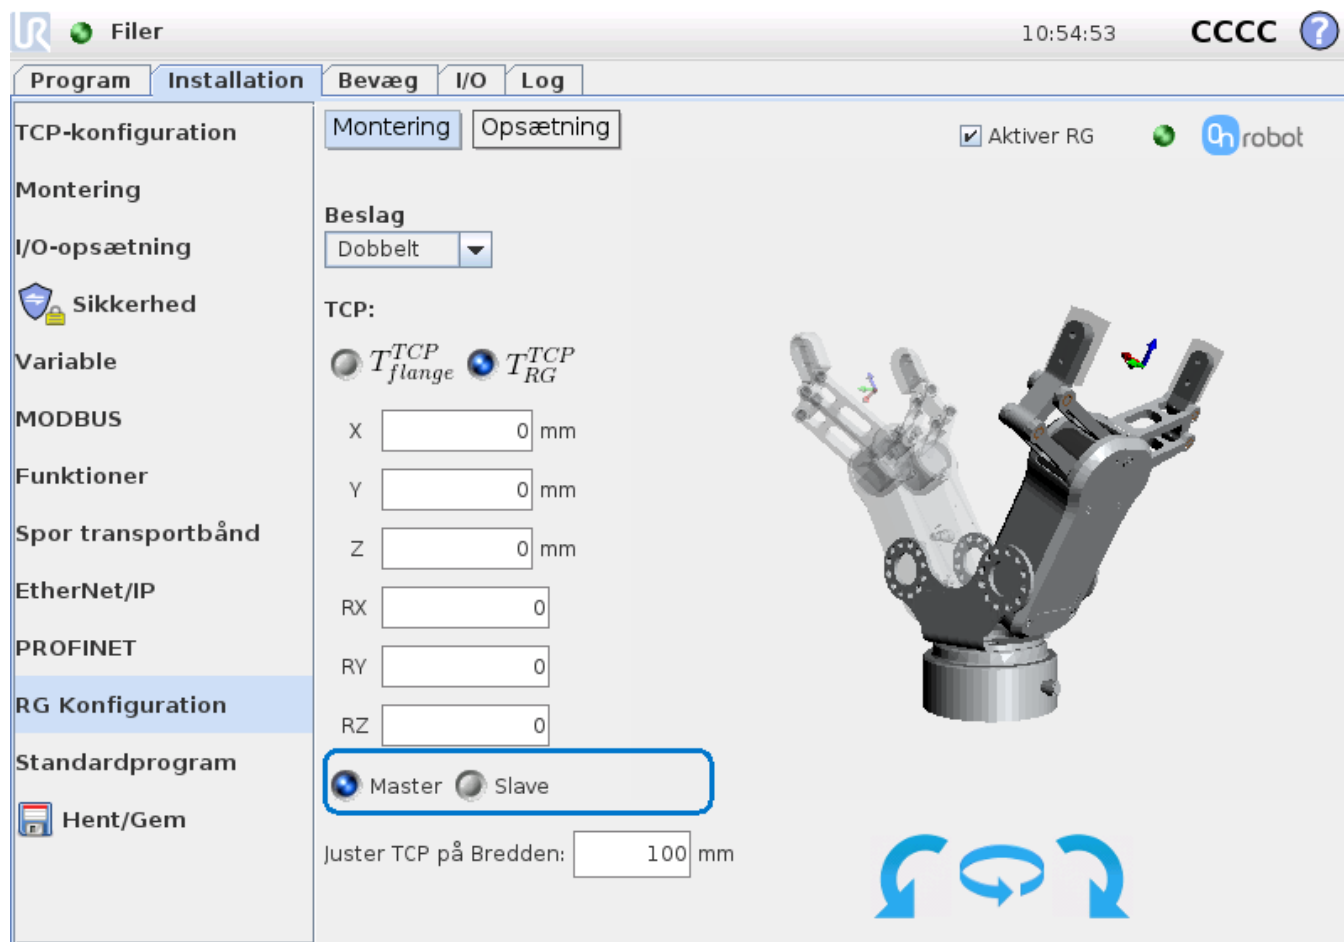 UR Filer 10:54:53 CCCC ?
Program Installation Bevæg I/O Log
TCP-konfiguration
Montering
I/O-opsætning
Sikkerhed
Variable
MODBUS
Funktioner
Spor transportbånd
EtherNet/IP
PROFINET
RG Konfiguration
Standardprogram
Hent/Gem
Montering Opsætning
Aktiver RG
On robot
Beslag
Dobbelt
TCP:
T^{TCP}_{flange} T^{TCP}_{RG}
X 0 mm
Y 0 mm
Z 0 mm
RX 0
RY 0
RZ 0
Master Slave
Juster TCP på Bredden: 100 mm